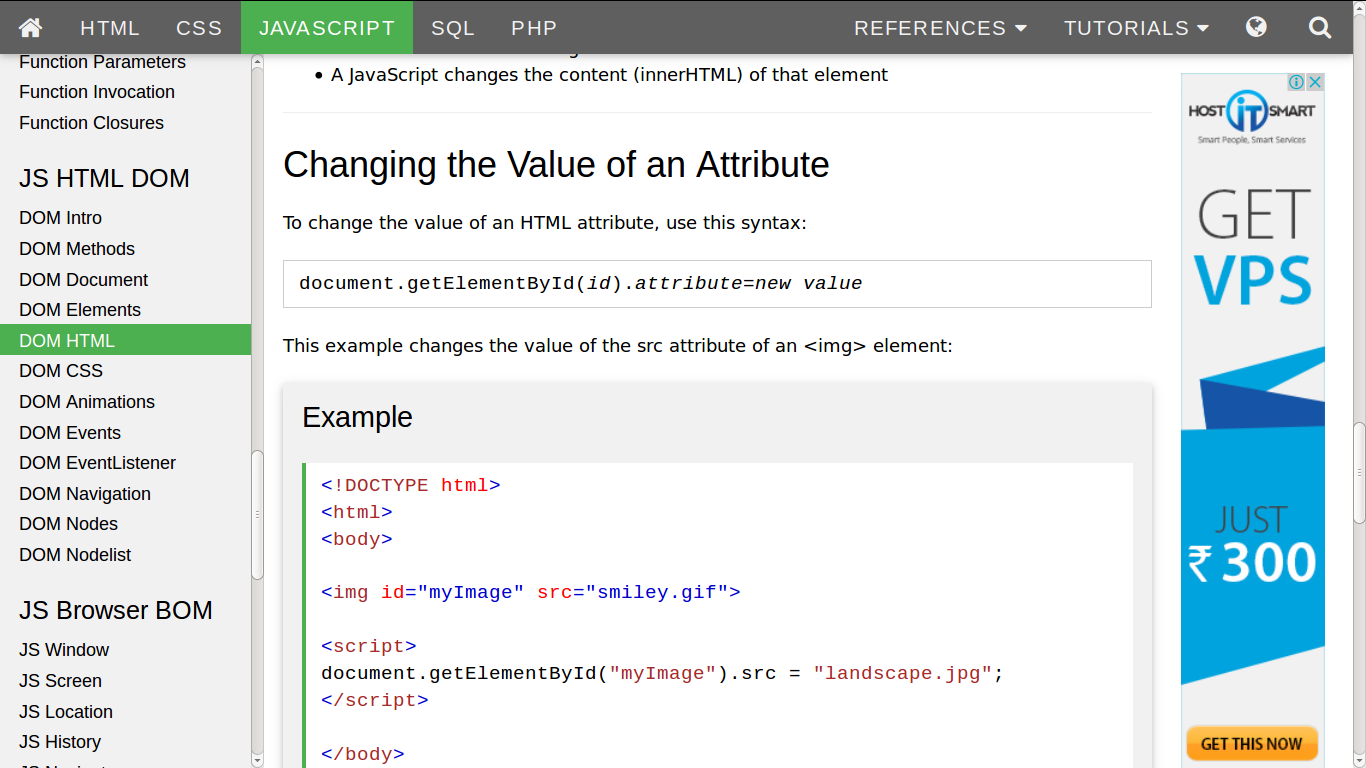 HTML CSS JAVASCRIPT SQL PHP REFERENCES TUTORIALS
Function Parameters
Function Invocation
Function Closures
JS HTML DOM
DOM Intro
DOM Methods
DOM Document
DOM Elements
DOM HTML
DOM CSS
DOM Animations
DOM Events
DOM EventListener
DOM Navigation
DOM Nodes
DOM Nodelist
JS Browser BOM
JS Window
JS Screen
JS Location
JS History
• A JavaScript changes the content (innerHTML) of that element
Changing the Value of an Attribute
To change the value of an HTML attribute, use this syntax:
document.getElementById(id).attribute=new value
This example changes the value of the src attribute of an <img> element:
Example
<!DOCTYPE html>
<html>
<body>
<img id="myImage" src="smiley.gif">
<script>
document.getElementById("myImage").src = "landscape.jpg";
</script>
</body>
HOST iT SMART
Smart People, Smart Services
GET
VPS
JUST
₹ 300
GET THIS NOW